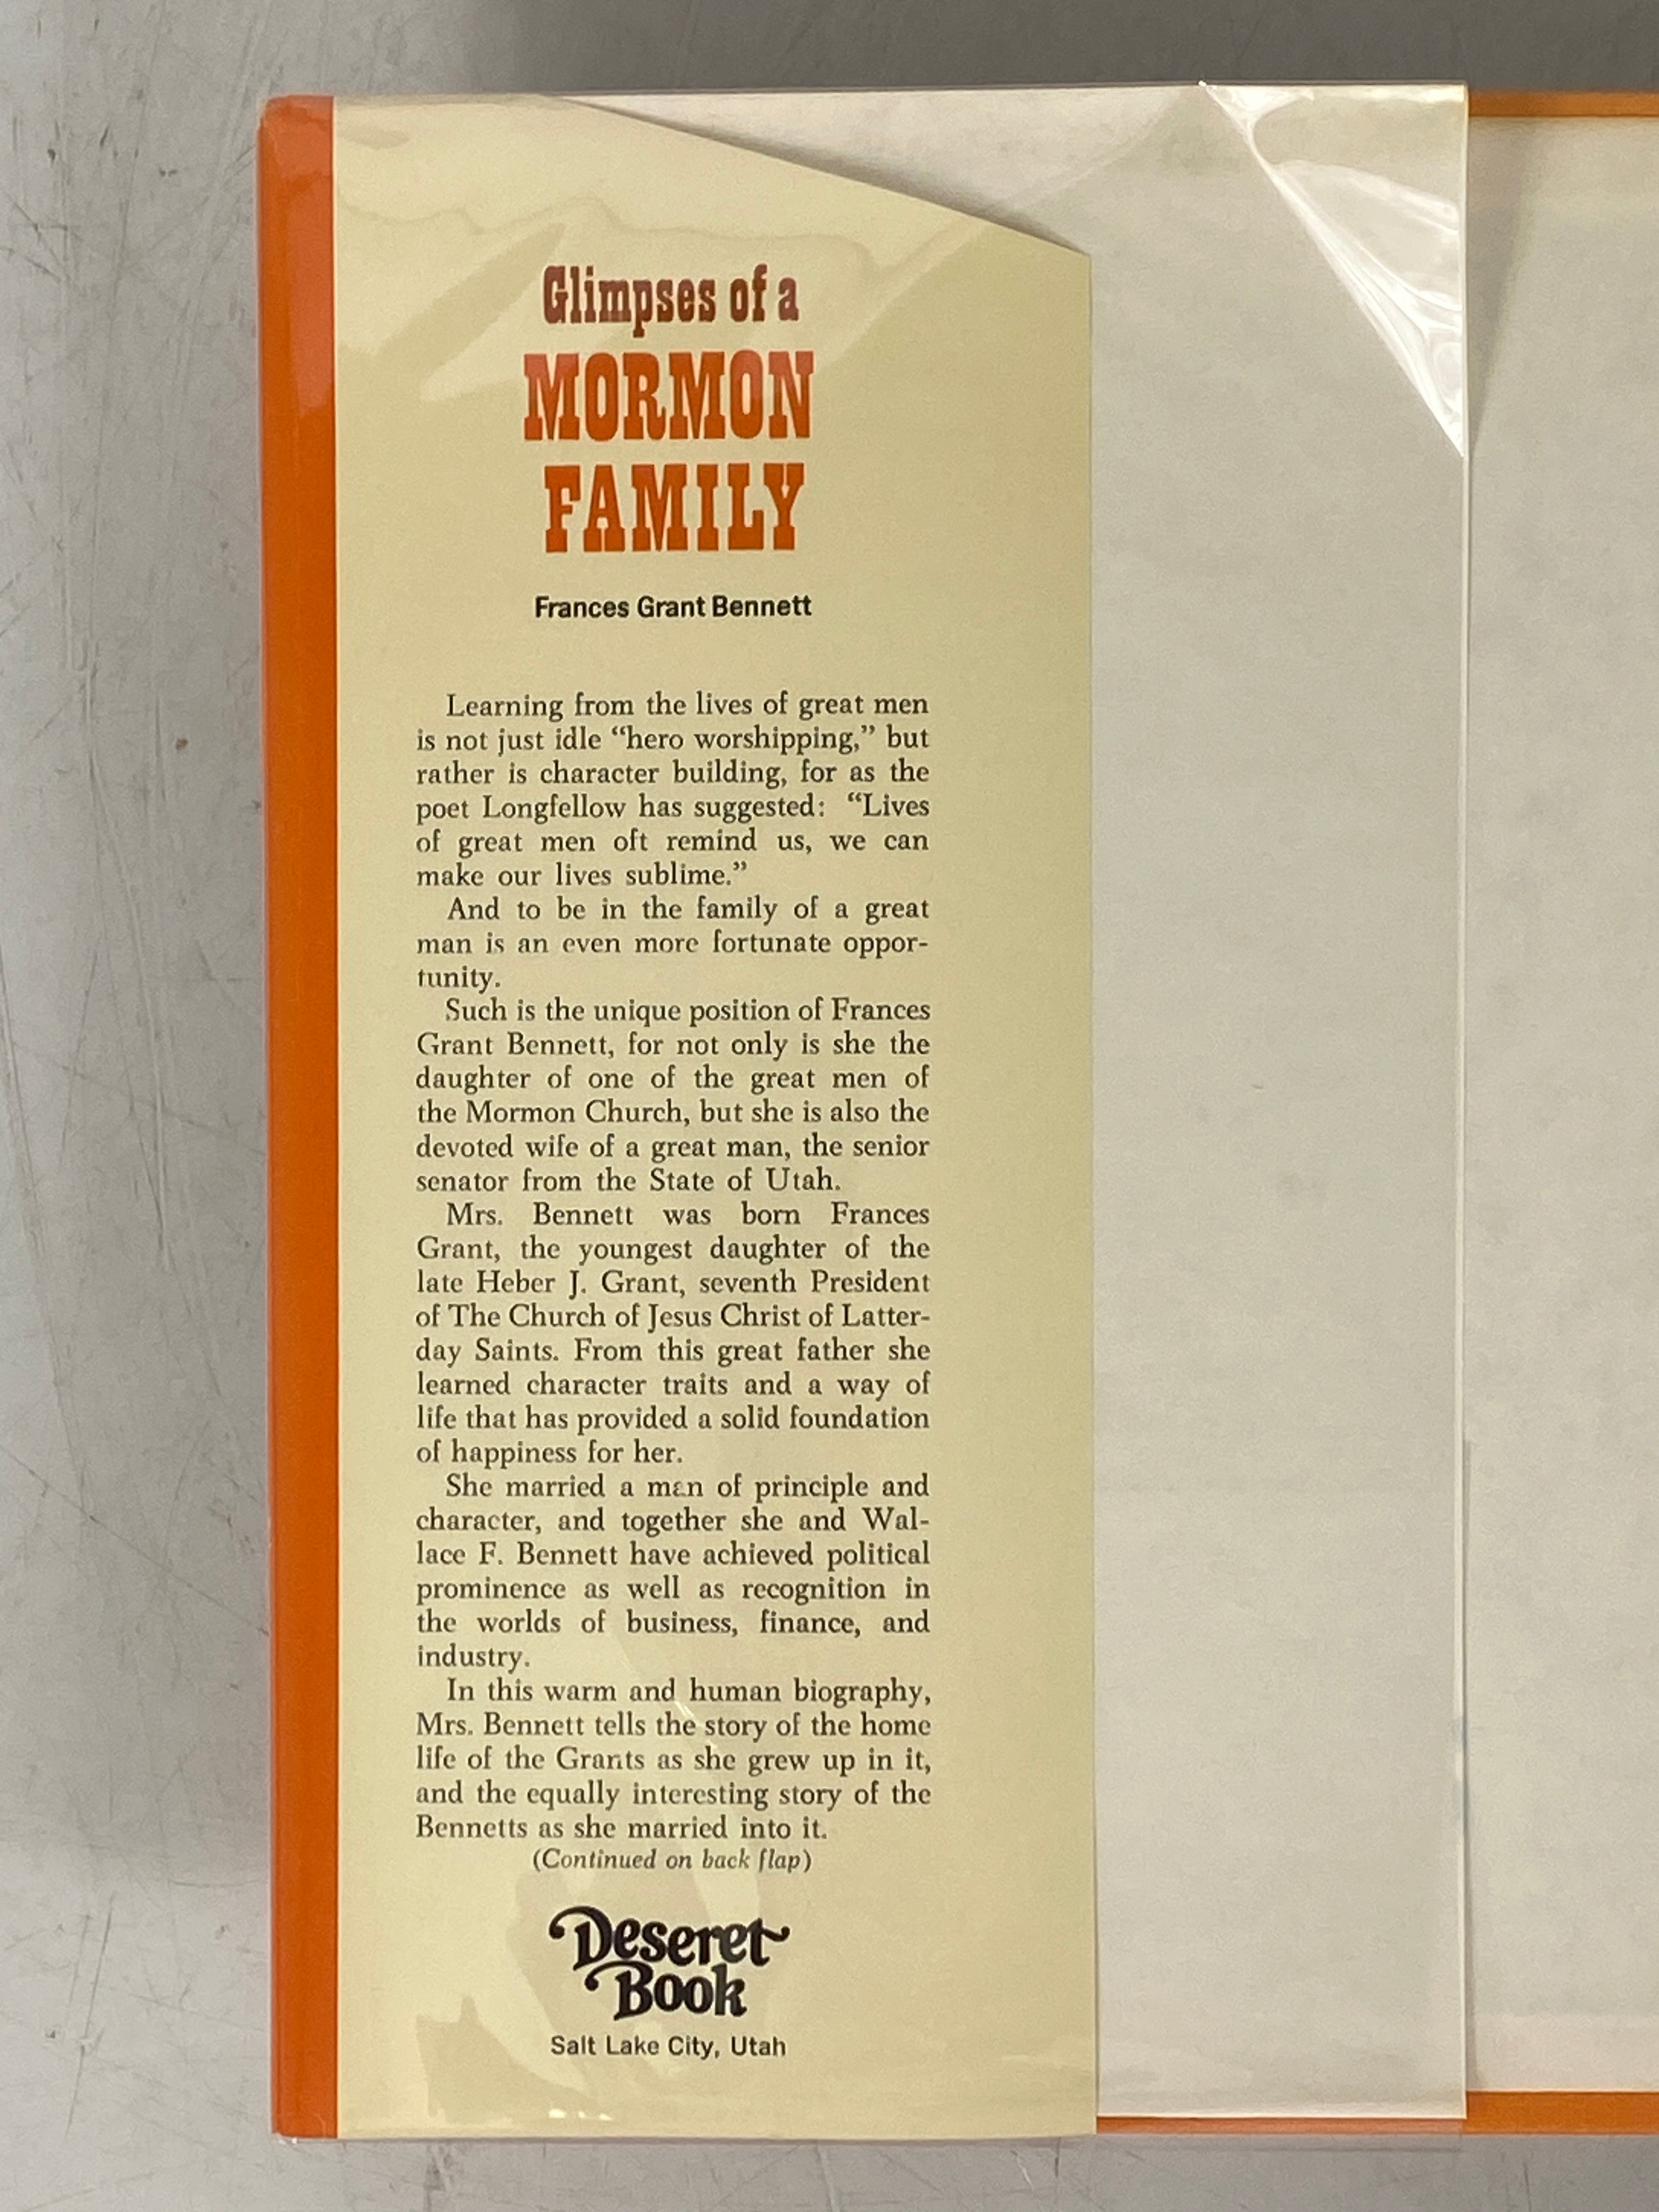 Glimpses of a
MORMON
FAMILY
Frances Grant Bennett
Learning from the lives of great men
is not just idle “hero worshipping,” but
rather is character building, for as the
poet Longfellow has suggested: “Lives
of great men oft remind us, we can
make our lives sublime.”
And to be in the family of a great
man is an even more fortunate oppor-
tunity.
Such is the unique position of Frances
Grant Bennett, for not only is she the
daughter of one of the great men of
the Mormon Church, but she is also the
devoted wife of a great man, the senior
senator from the State of Utah.
Mrs. Bennett was born Frances
Grant, the youngest daughter of the
late Heber J. Grant, seventh President
of The Church of Jesus Christ of Latter-
day Saints. From this great father she
learned character traits and a way of
life that has provided a solid foundation
of happiness for her.
She married a man of principle and
character, and together she and Wal-
lace F. Bennett have achieved political
prominence as well as recognition in
the worlds of business, finance, and
industry.
In this warm and human biography,
Mrs. Bennett tells the story of the home
life of the Grants as she grew up in it,
and the equally interesting story of the
Bennetts as she married into it.
(Continued on back flap)
Deseret
Book
Salt Lake City, Utah